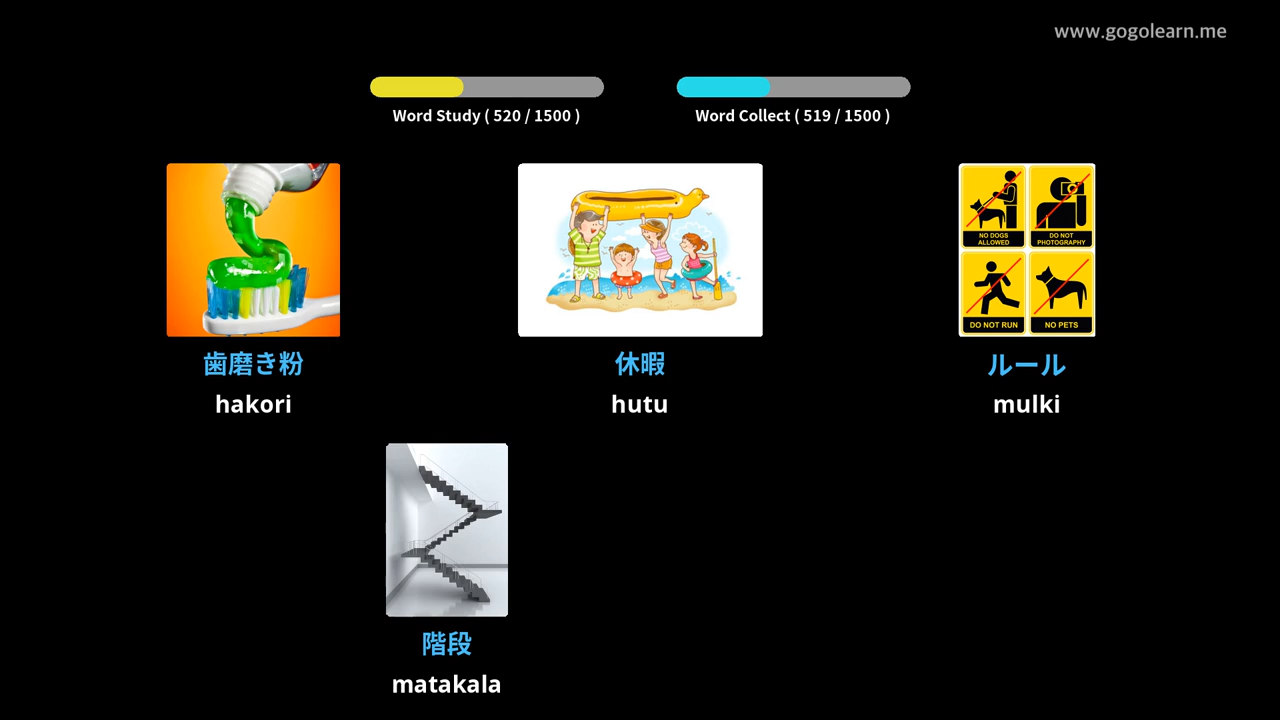 www.gogolearn.me
Word Study ( 520 / 1500 )
Word Collect ( 519 / 1500 )
NO DOGS
ALLOWED
DO NOT
PHOTOGRAPHY
DO NOT RUN
NO PETS
歯磨き粉
hakori
休暇
hutu
ルール
mulki
階段
matakala